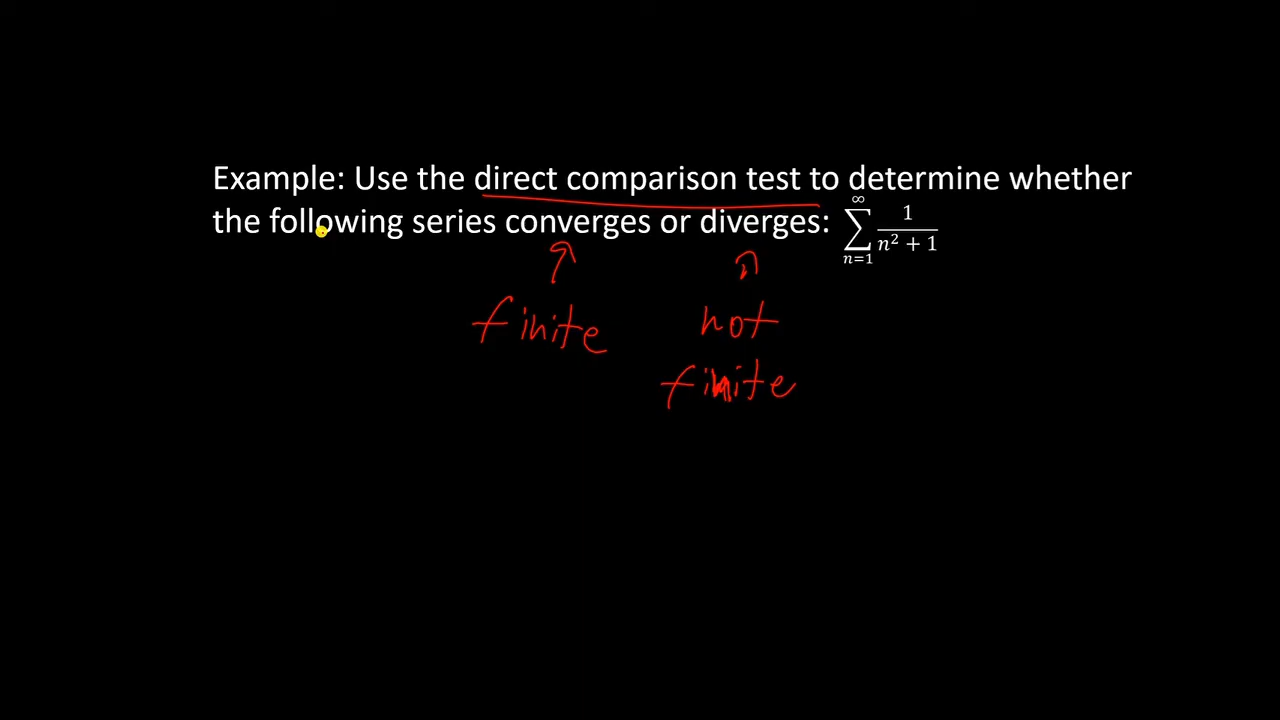 Example: Use the direct comparison test to determine whether
the following series converges or diverges: ∑_{n=1}^{∞} 1/(n² + 1)
finite
not
finite